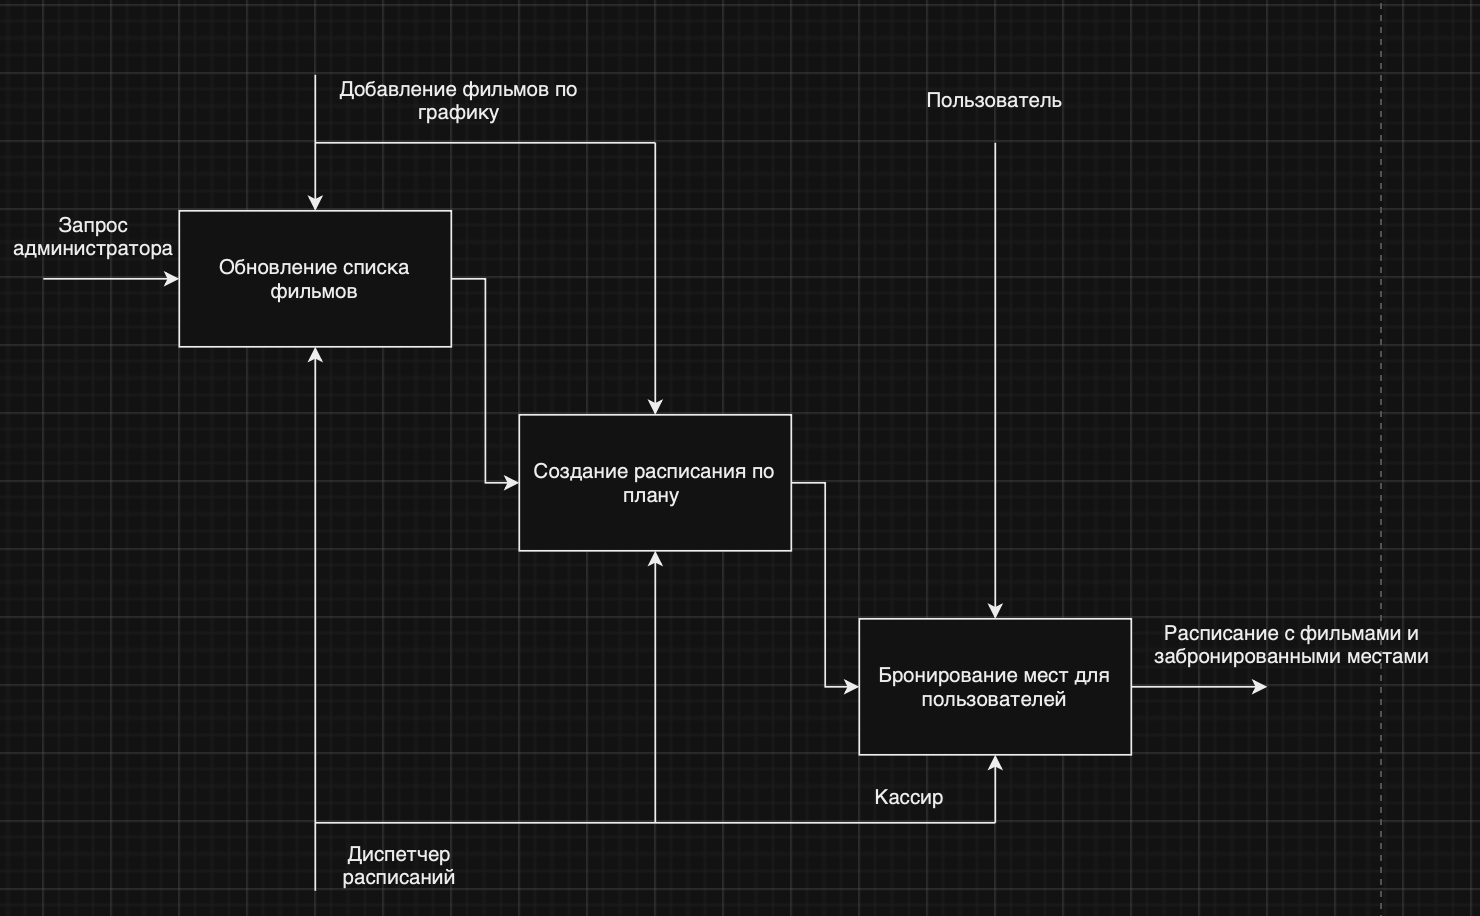 Добавление фильмов по
графику
Пользователь
Запрос
администратора
Обновление списка
фильмов
Создание расписания по
плану
Расписание с фильмами и
забронированными местами
Бронирование мест для
пользователей
Кассир
Диспетчер
расписаний